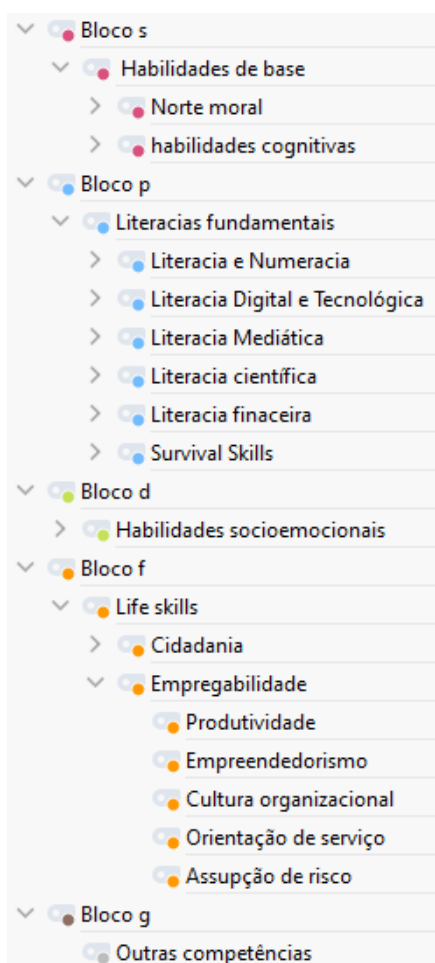 Bloco s
Habilidades de base
Norte moral
habilidades cognitivas
Bloco p
Literacias fundamentais
Literacia e Numeracia
Literacia Digital e Tecnológica
Literacia Mediática
Literacia científica
Literacia finaceira
Survival Skills
Bloco d
Habilidades socioemocionais
Bloco f
Life skills
Cidadania
Empregabilidade
Produtividade
Empreendedorismo
Cultura organizacional
Orientação de serviço
Assupção de risco
Bloco g
Outras competências